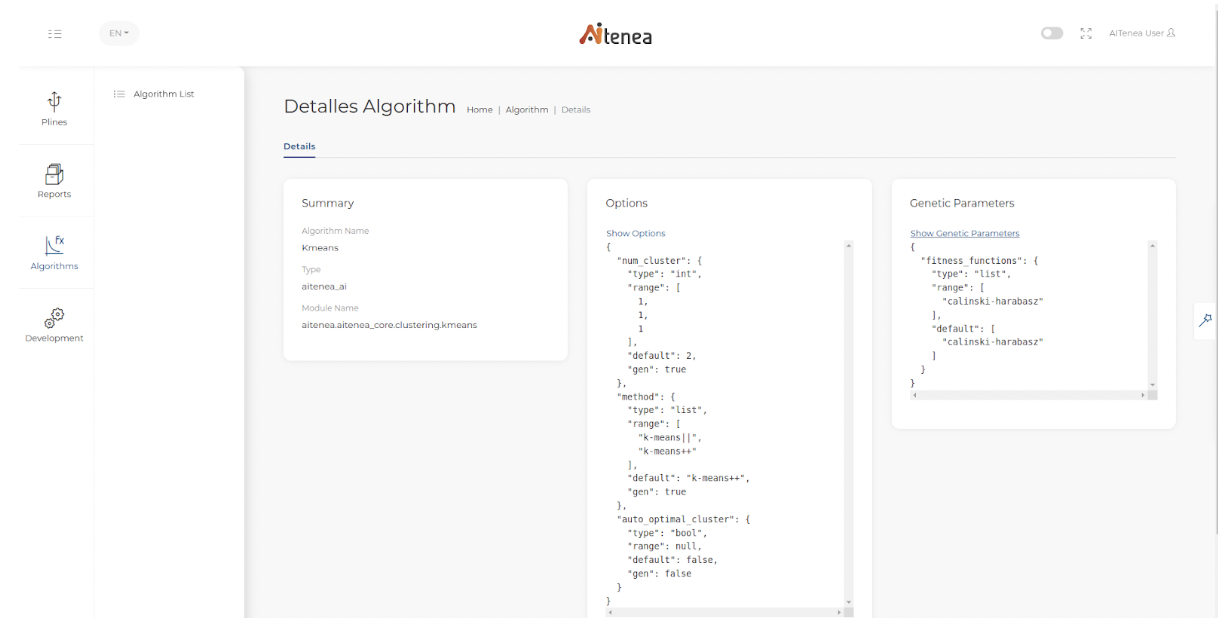 EN
AiTenea
AITenea User
Plines
Reports
Algorithms
Development
Algorithm List
Detalles Algorithm
Home | Algorithm | Details
Details
Summary
Algorithm Name
Kmeans
Type
aitenea_ai
Module Name
aitenea.aitenea_core.clustering.kmeans
Options
Show Options
{
"num_cluster": {
"type": "int",
"range": [
1,
1,
1
],
"default": 2,
"gen": true
},
"method": {
"type": "list",
"range": [
"k-means||",
"k-means++"
],
"default": "k-means++",
"gen": true
},
"auto_optimal_cluster": {
"type": "bool",
"range": null,
"default": false,
"gen": false
}
}
Genetic Parameters
Show Genetic Parameters
{
"fitness_functions": {
"type": "list",
"range": [
"calinski-harabasz"
],
"default": [
"calinski-harabasz"
]
}
}